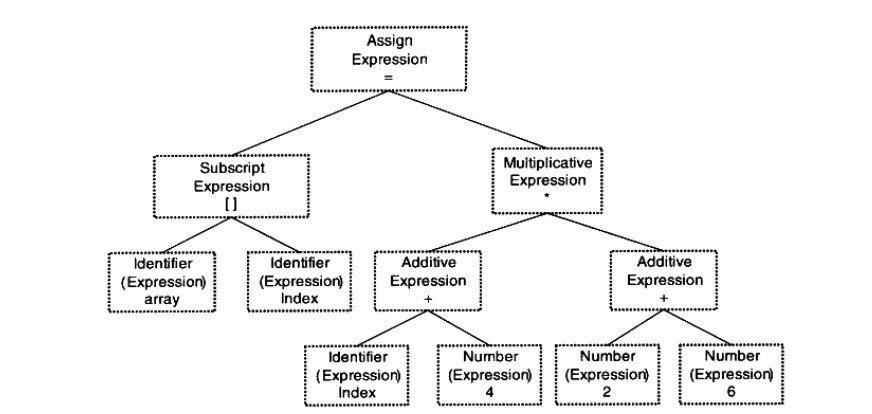 Assign
Expression
=
Subscript
Expression
[ ]
Multiplicative
Expression
*
Identifier
(Expression)
array
Identifier
(Expression)
Index
Additive
Expression
+
Additive
Expression
+
Identifier
(Expression)
Index
Number
(Expression)
4
Number
(Expression)
2
Number
(Expression)
6